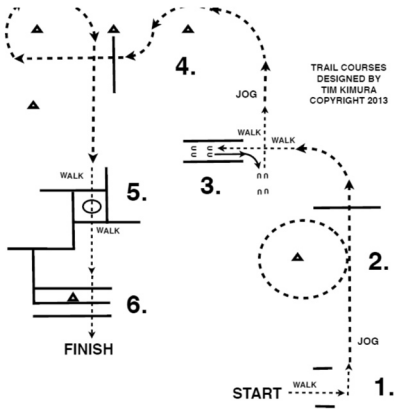 4.
TRAIL COURSES
DESIGNED BY
TIM KIMURA
COPYRIGHT 2013
JOG
WALK WALK
3.
WALK
5.
WALK
2.
6.
FINISH
JOG
1.
START WALK